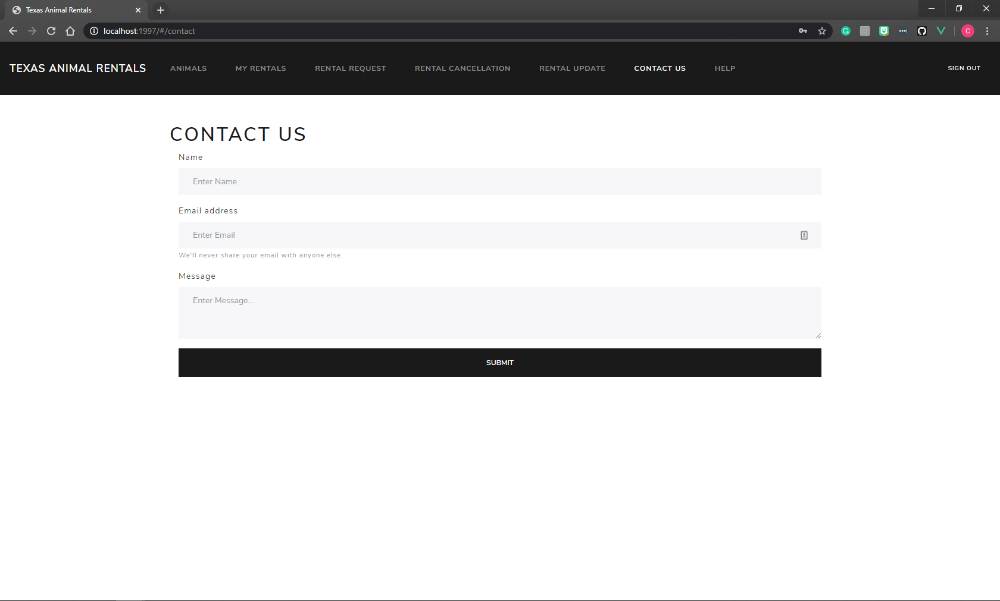 Texas Animal Rentals
localhost:1997/#/contact
C
TEXAS ANIMAL RENTALS ANIMALS MY RENTALS RENTAL REQUEST RENTAL CANCELLATION RENTAL UPDATE CONTACT US HELP SIGN OUT
CONTACT US
Name
Enter Name
Email address
Enter Email
We'll never share your email with anyone else.
Message
Enter Message...
SUBMIT